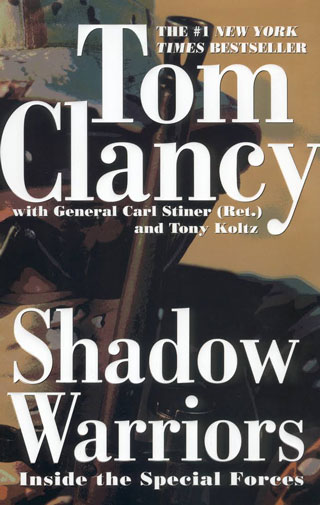 THE #1 NEW YORK
TIMES BESTSELLER
Tom
Clancy
with General Carl Stiner (Ret.)
and Tony Koltz
Shadow
Warriors
Inside the Special Forces